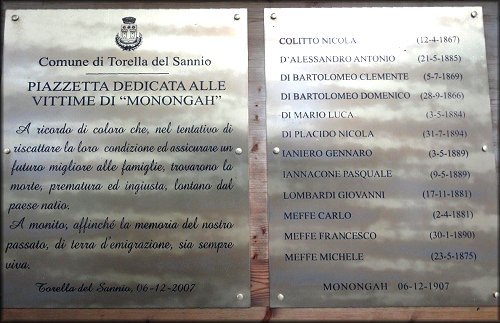 Comune di Torella del Sannio
PIAZZETTA DEDICATA ALLE
VITTIME DI "MONONGAH"
A ricordo di coloro che, nel tentativo di
riscattare la loro condizione ed assicurare un
futuro migliore alle famiglie, trovarono la
morte, prematura ed ingiusta, lontano dal
paese natio.
A monito, affinché la memoria del nostro
passato, di terra d'emigrazione, sia sempre
viva.
Torella del Sannio, 06-12-2007
COLITTO NICOLA (12-4-1867)
D'ALESSANDRO ANTONIO (21-5-1885)
DI BARTOLOMEO CLEMENTE (5-7-1869)
DI BARTOLOMEO DOMENICO (28-9-1866)
DI MARIO LUCA (3-5-1884)
DI PLACIDO NICOLA (31-7-1894)
IANIERO GENNARO (3-5-1889)
IANNACONE PASQUALE (9-5-1889)
LOMBARDI GIOVANNI (17-11-1881)
MEFFE CARLO (2-4-1881)
MEFFE FRANCESCO (30-1-1890)
MEFFE MICHELE (23-5-1875)
MONONGAH 06-12-1907